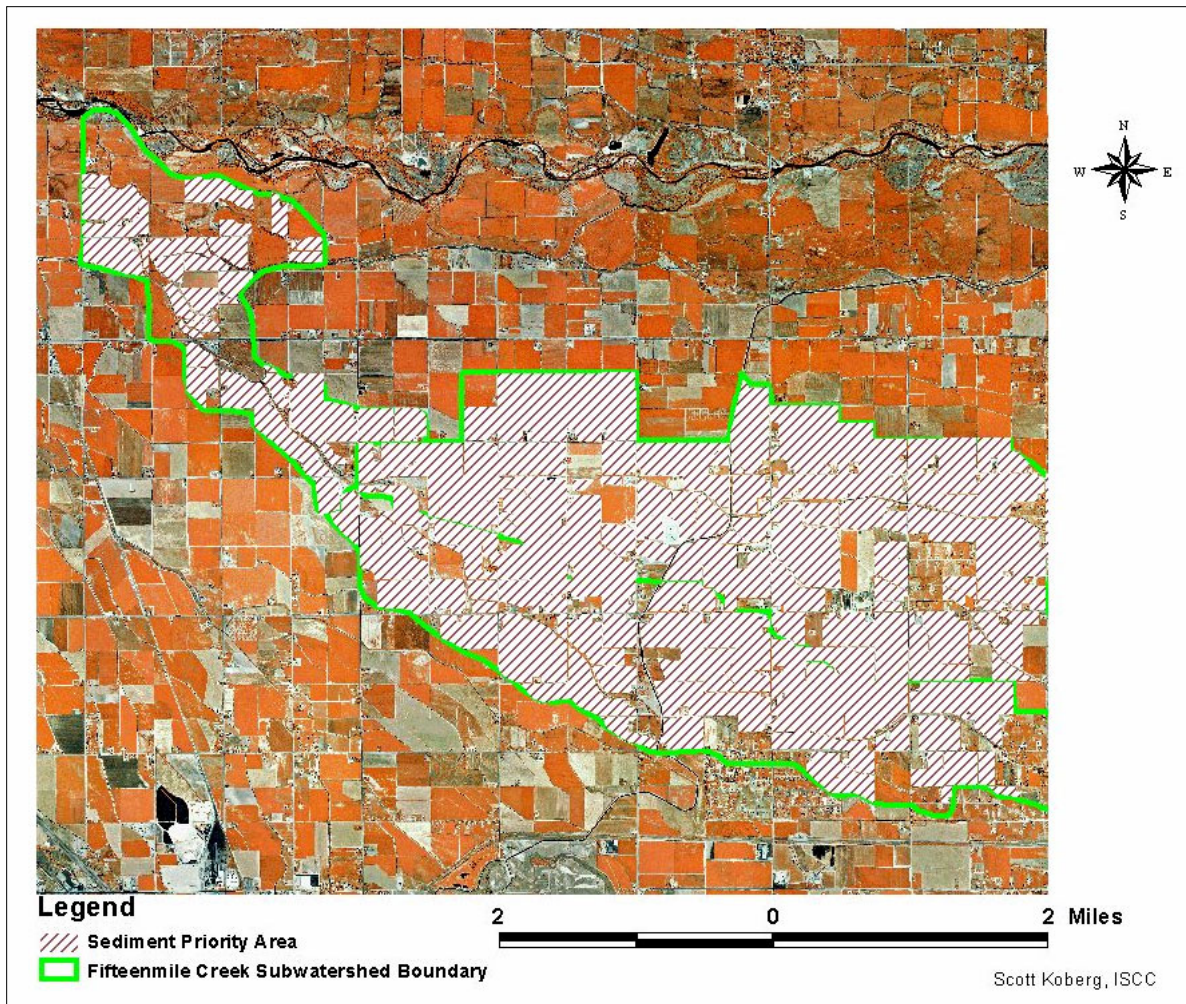 N
W E
S
Legend
2 0 2 Miles
Sediment Priority Area
Fifteenmile Creek Subwatershed Boundary
Scott Koberg, ISCC